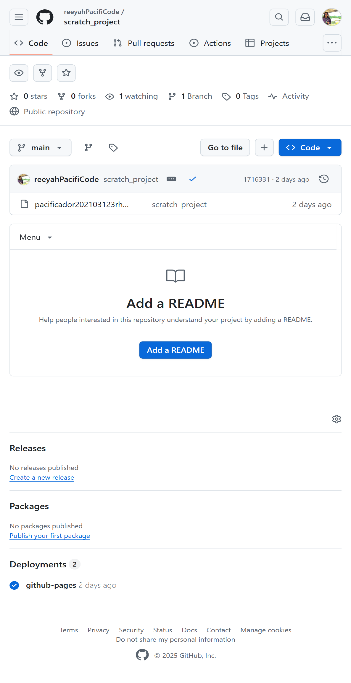 reeyahPacifiCode /
scratch_project
Code Issues Pull requests Actions Projects
0 stars 0 forks 1 watching 1 Branch 0 Tags Activity
Public repository
main Go to file Code
reeyahPacifiCode scratch_project 2 days ago
pacificador202103123rh... scratch_project 2 days ago
Menu
Add a README
Help people interested in this repository understand your project by adding a README.
Add a README
Releases
No releases published
Create a new release
Packages
No packages published
Publish your first package
Deployments 2
github-pages 2 days ago
Terms Privacy Security Status Docs Contact Manage cookies
Do not share my personal information
© 2025 GitHub, Inc.